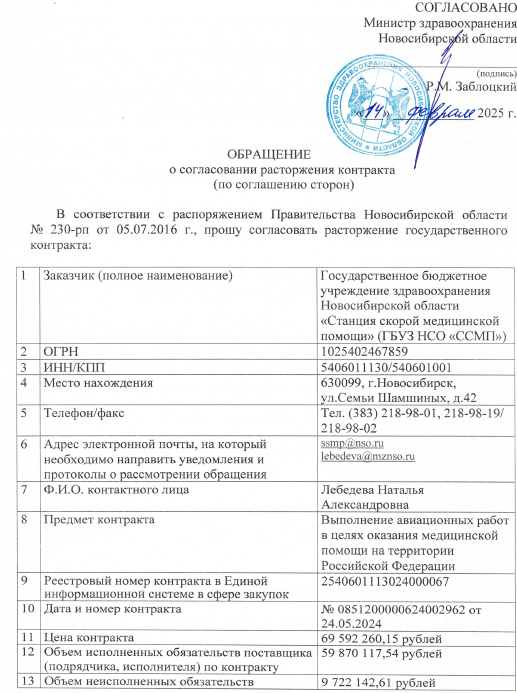 СОГЛАСОВАНО
Министр здравоохранения
Новосибирской области
(подпись)
Р.М. Заблоцкий
«14» февраля 2025 г.
МИНИСТЕРСТВО ЗДРАВООХРАНЕНИЯ НОВОСИБИРСКОЙ ОБЛАСТИ
ОБРАЩЕНИЕ
о согласовании расторжения контракта
(по соглашению сторон)
В соответствии с распоряжением Правительства Новосибирской области
№ 230-рп от 05.07.2016 г., прошу согласовать расторжение государственного
контракта:
1 Заказчик (полное наименование) Государственное бюджетное
учреждение здравоохранения
Новосибирской области
«Станция скорой медицинской
помощи» (ГБУЗ НСО «ССМП»)
2 ОГРН 1025402467859
3 ИНН/КПП 5406011130/540601001
4 Место нахождения 630099, г.Новосибирск,
ул.Семьи Шамшиных, д.42
5 Телефон/факс Тел. (383) 218-98-01, 218-98-19/
218-98-02
6 Адрес электронной почты, на который ssmp@nso.ru
необходимо направить уведомления и lebedeva@mznso.ru
протоколы о рассмотрении обращения
7 Ф.И.О. контактного лица Лебедева Наталья
Александровна
8 Предмет контракта Выполнение авиационных работ
в целях оказания медицинской
помощи на территории
Российской Федерации
9 Реестровый номер контракта в Единой 2540601113024000067
информационной системе в сфере закупок
10 Дата и номер контракта № 0851200000624002962 от
24.05.2024
11 Цена контракта 69 592 260,15 рублей
12 Объем исполненных обязательств поставщика 59 870 117,54 рублей
(подрядчика, исполнителя) по контракту
13 Объем неисполненных обязательств 9 722 142,61 рублей